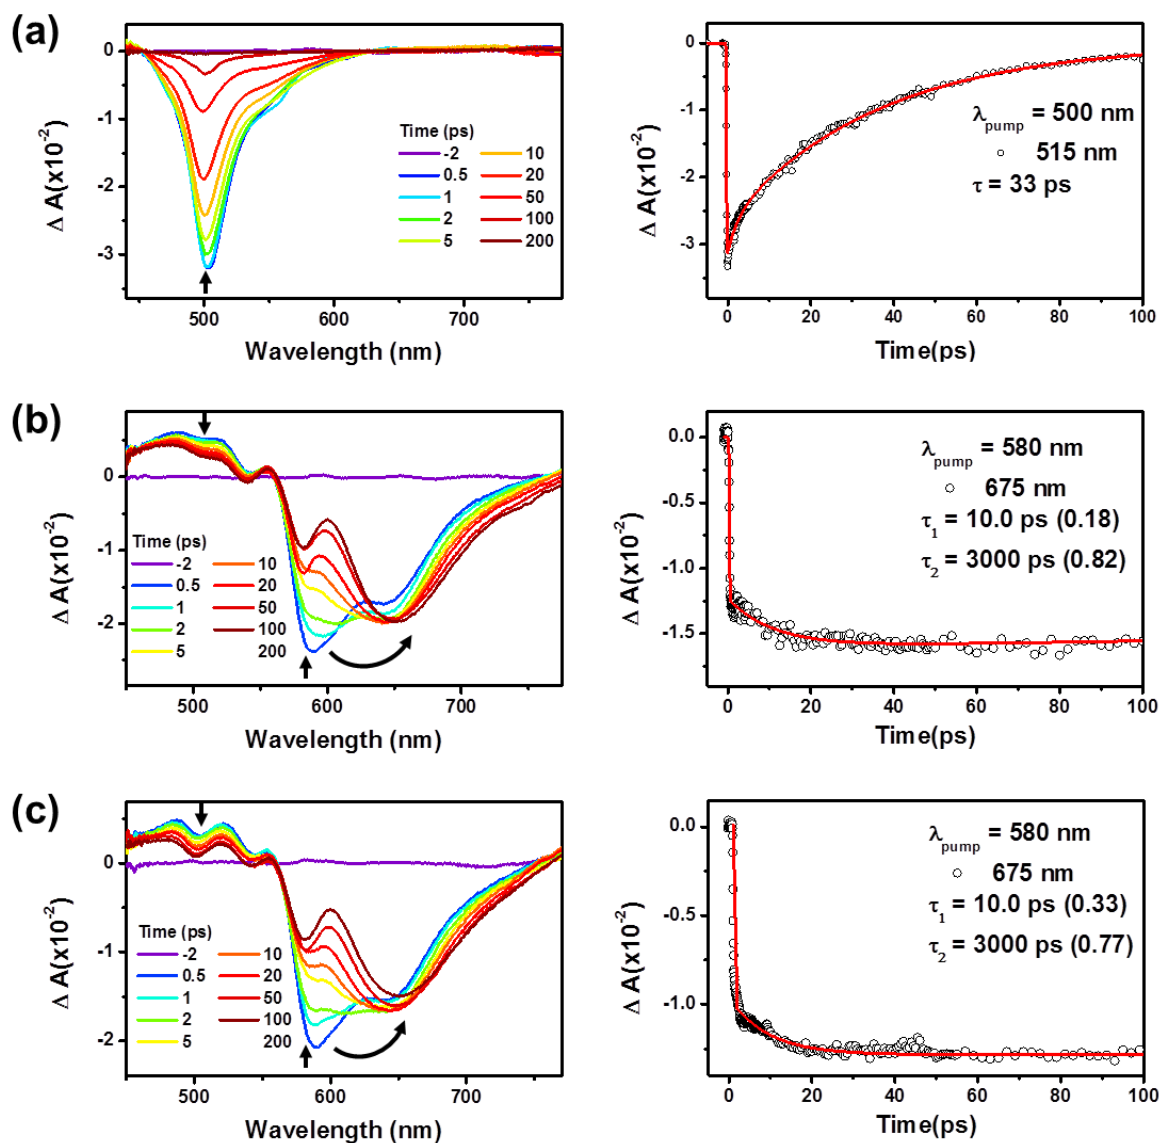 (a)
0
-1
-2
-3
Δ A(x10⁻²)
Time (ps)
-2 10
0.5 20
1 50
2 100
5 200
500 600 700
Wavelength (nm)
0
-1
-2
-3
Δ A(x10⁻²)
λpump = 500 nm
515 nm
τ = 33 ps
0 20 40 60 80 100
Time(ps)
(b)
0
-1
-2
Δ A(x10⁻²)
Time (ps)
-2 10
0.5 20
1 50
2 100
5 200
500 600 700
Wavelength (nm)
0.0
-0.5
-1.0
-1.5
Δ A(x10⁻²)
λpump = 580 nm
675 nm
τ1 = 10.0 ps (0.18)
τ2 = 3000 ps (0.82)
0 20 40 60 80 100
Time(ps)
(c)
0
-1
-2
Δ A(x10⁻²)
Time (ps)
-2 10
0.5 20
1 50
2 100
5 200
500 600 700
Wavelength (nm)
0.0
-0.5
-1.0
Δ A(x10⁻²)
λpump = 580 nm
675 nm
τ1 = 10.0 ps (0.33)
τ2 = 3000 ps (0.77)
0 20 40 60 80 100
Time(ps)